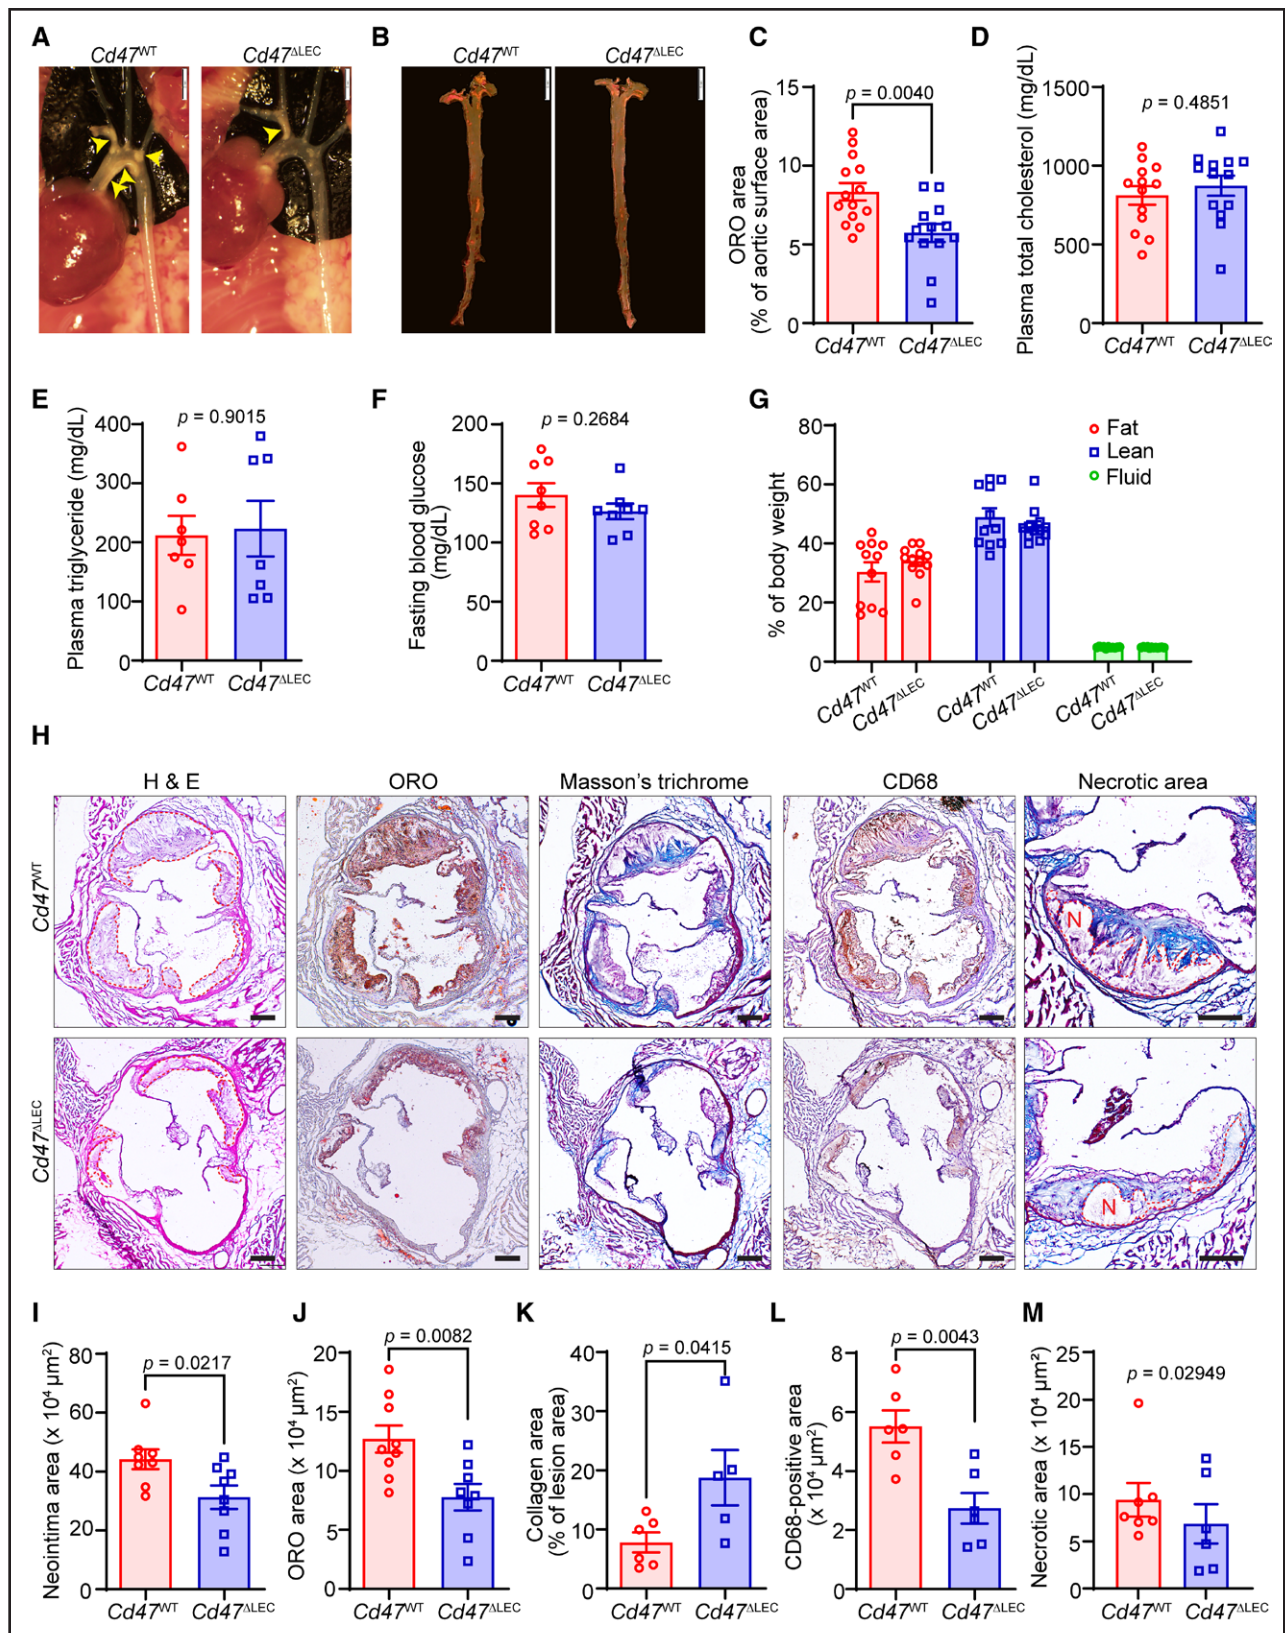 A
Cd47WT
Cd47ΔLEC
B
Cd47WT
Cd47ΔLEC
C
ORO area
(% of aortic surface area)
15
10
5
0
p = 0.0040
Cd47WT
Cd47ΔLEC
D
Plasma total cholesterol (mg/dL)
1500
1000
500
0
p = 0.4851
Cd47WT
Cd47ΔLEC
E
Plasma triglyceride (mg/dL)
400
300
200
100
0
p = 0.9015
Cd47WT
Cd47ΔLEC
F
Fasting blood glucose
(mg/dL)
200
150
100
50
0
p = 0.2684
Cd47WT
Cd47ΔLEC
G
% of body weight
80
60
40
20
0
Fat
Lean
Fluid
Cd47WT
Cd47ΔLEC
Cd47WT
Cd47ΔLEC
Cd47WT
Cd47ΔLEC
H
H & E
ORO
Masson's trichrome
CD68
Necrotic area
Cd47WT
N
Cd47ΔLEC
N
I
Neointima area (x 10⁴ µm²)
80
60
40
20
0
p = 0.0217
Cd47WT
Cd47ΔLEC
J
ORO area (x 10⁴ µm²)
20
15
10
5
0
p = 0.0082
Cd47WT
Cd47ΔLEC
K
Collagen area
(% of lesion area)
40
30
20
10
0
p = 0.0415
Cd47WT
Cd47ΔLEC
L
CD68-positive area
(x 10⁴ µm²)
8
6
4
2
0
p = 0.0043
Cd47WT
Cd47ΔLEC
M
Necrotic area (x 10⁴ µm²)
25
20
15
10
5
0
p = 0.02949
Cd47WT
Cd47ΔLEC